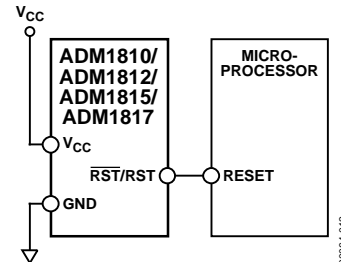 VCC
ADM1810/
ADM1812/
ADM1815/
ADM1817
VCC
RST/RST
GND
MICRO-
PROCESSOR
RESET